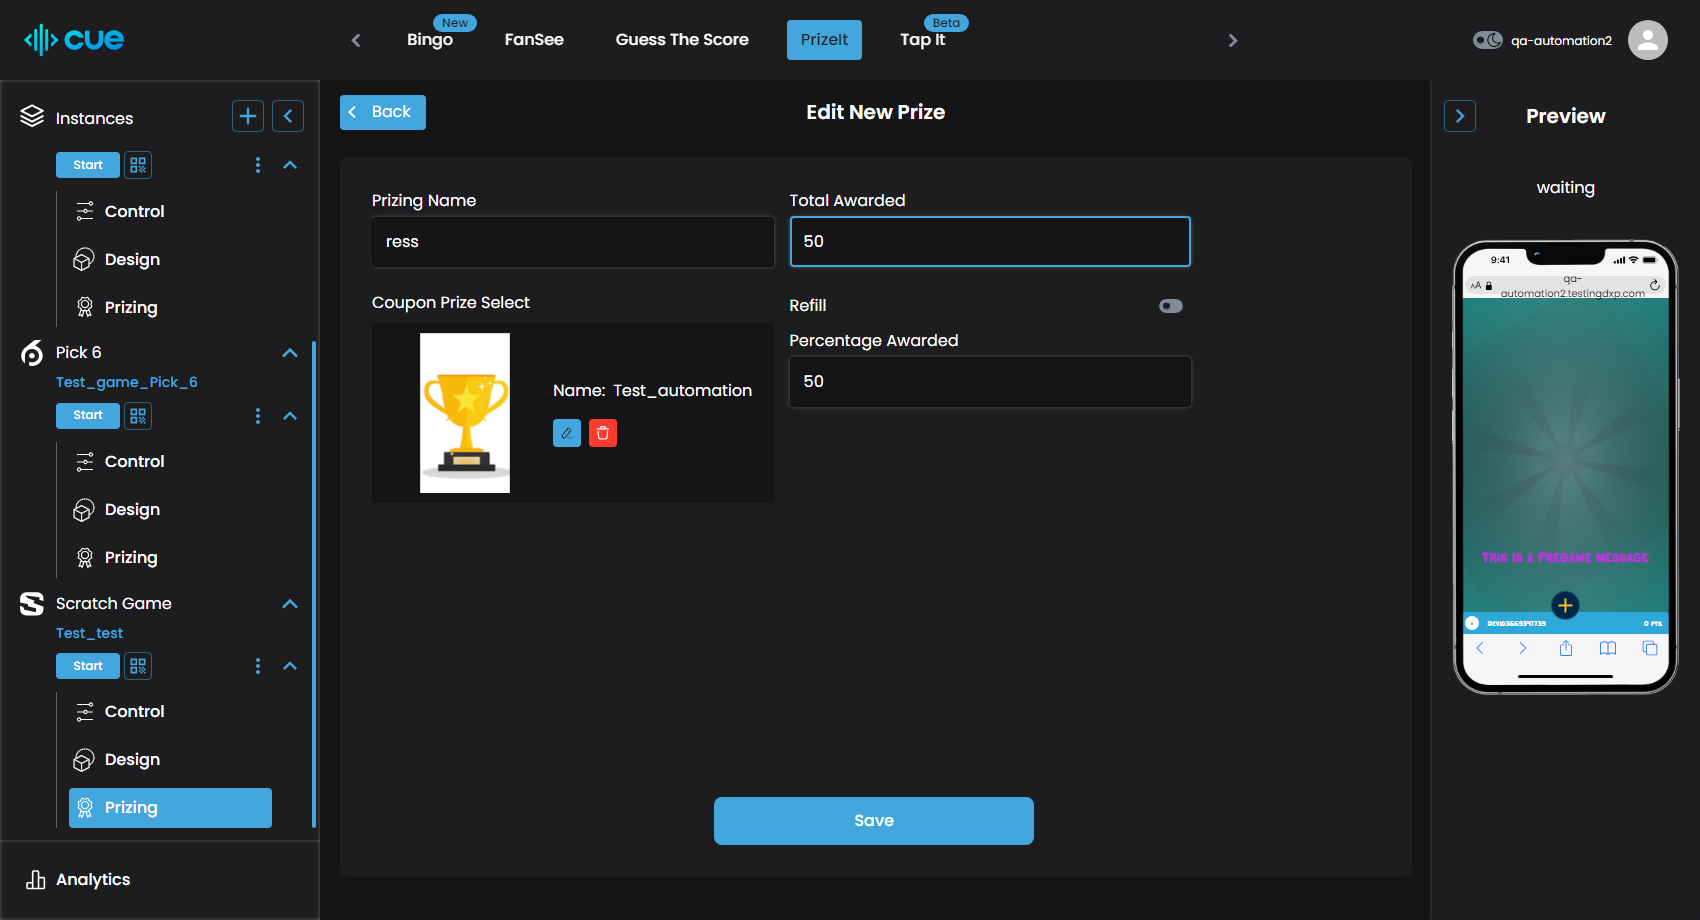 cue
New
Bingo
FanSee
Guess The Score
PrizeIt
Beta
Tap It
qa-automation2
Instances
Start
Control
Design
Prizing
Pick 6
Test_game_Pick_6
Start
Control
Design
Prizing
Scratch Game
Test_test
Start
Control
Design
Prizing
Analytics
Back
Edit New Prize
Prizing Name
ress
Total Awarded
50
Coupon Prize Select
Name: Test_automation
Refill
Percentage Awarded
50
Save
Preview
waiting
9:41
AA
qa-
automation2.testingdxp.com
This is a Pregame message
0 PTS.